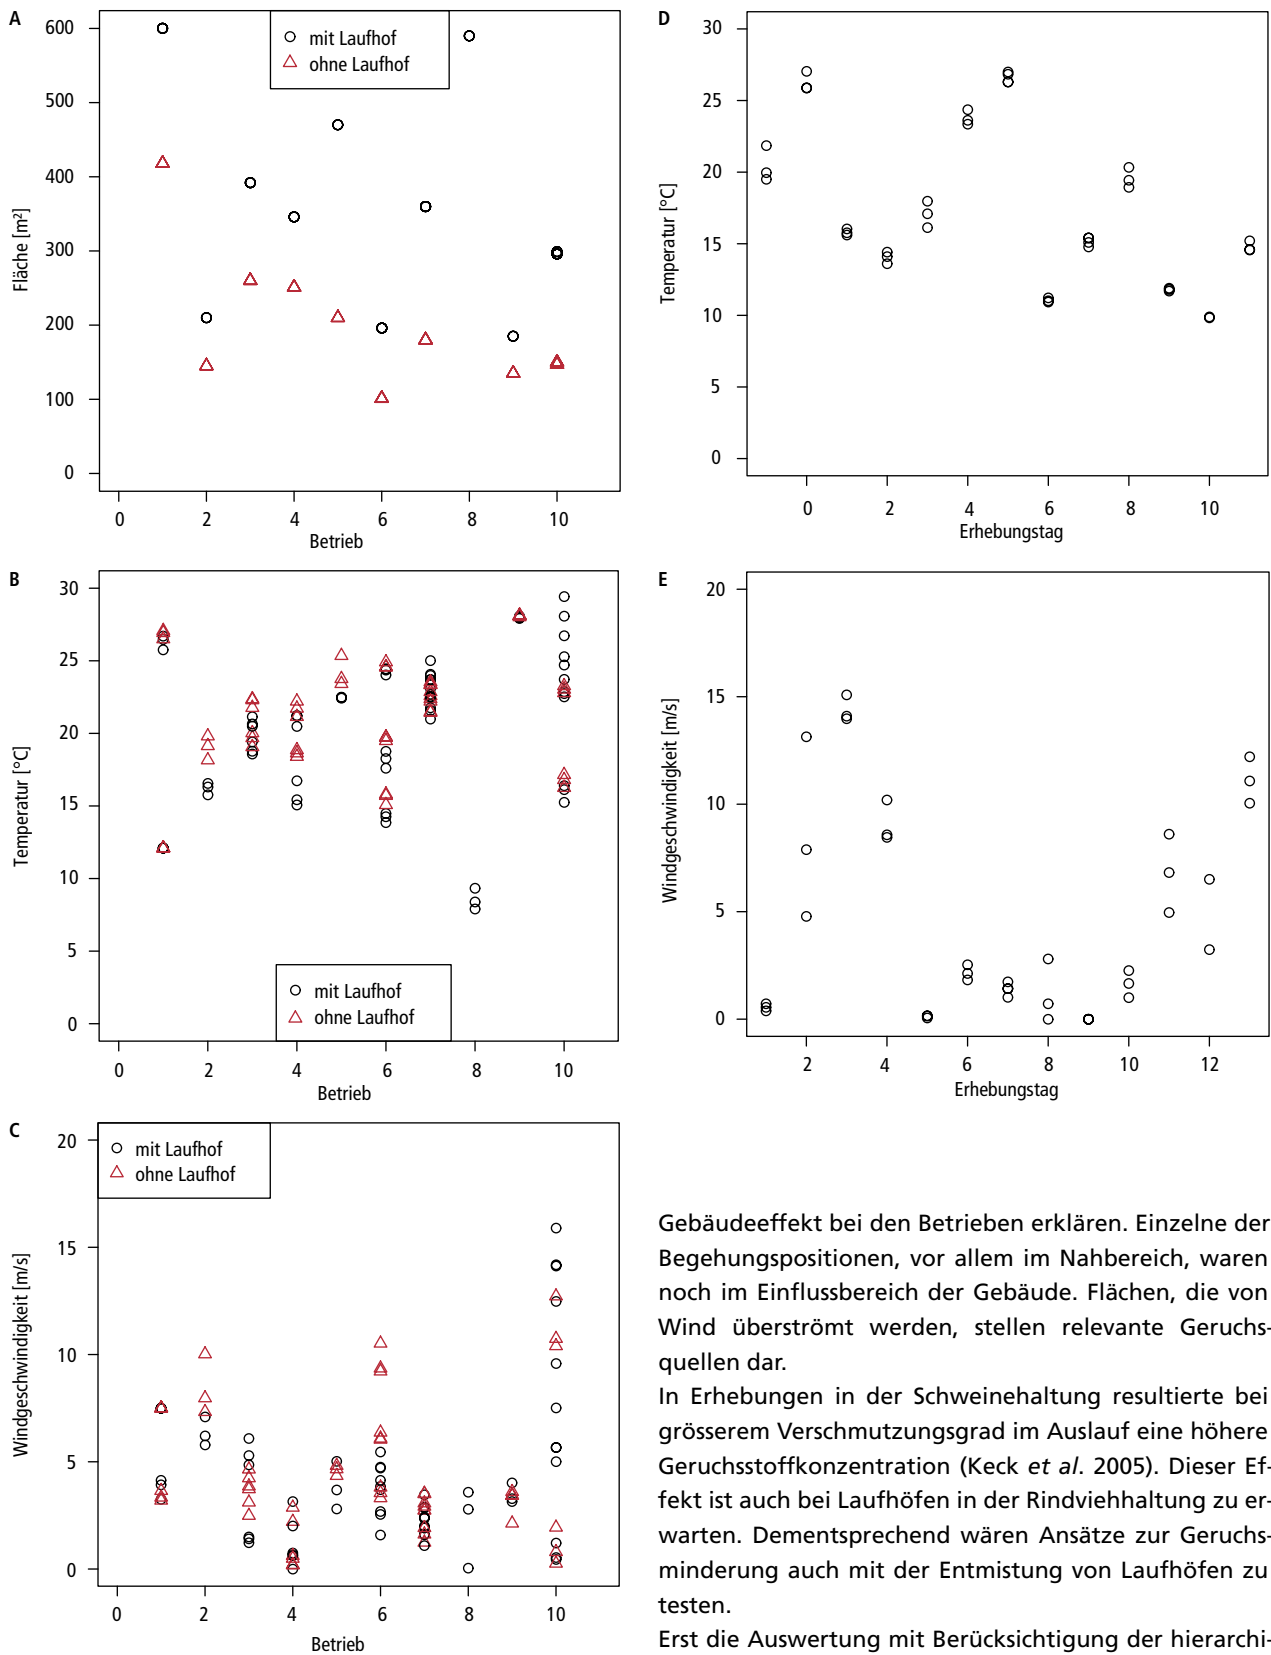 A
600
500
400
300
200
100
0
Fläche [m²]
mit Laufhof
ohne Laufhof
0 2 4 6 8 10
Betrieb
B
30
25
20
15
10
5
0
Temperatur [°C]
mit Laufhof
ohne Laufhof
0 2 4 6 8 10
Betrieb
C
20
15
10
5
0
Windgeschwindigkeit [m/s]
mit Laufhof
ohne Laufhof
0 2 4 6 8 10
Betrieb
D
30
25
20
15
10
5
0
Temperatur [°C]
0 2 4 6 8 10
Erhebungstag
E
20
15
10
5
0
Windgeschwindigkeit [m/s]
2 4 6 8 10 12
Erhebungstag
Gebäudeeffekt bei den Betrieben erklären. Einzelne der
Begehungspositionen, vor allem im Nahbereich, waren
noch im Einflussbereich der Gebäude. Flächen, die von
Wind überströmt werden, stellen relevante Geruchs-
quellen dar.
In Erhebungen in der Schweinehaltung resultierte bei
grösserem Verschmutzungsgrad im Auslauf eine höhere
Geruchsstoffkonzentration (Keck et al. 2005). Dieser Ef-
fekt ist auch bei Laufhöfen in der Rindviehhaltung zu er-
warten. Dementsprechend wären Ansätze zur Geruchs-
minderung auch mit der Entmistung von Laufhöfen zu
testen.
Erst die Auswertung mit Berücksichtigung der hierarchi-